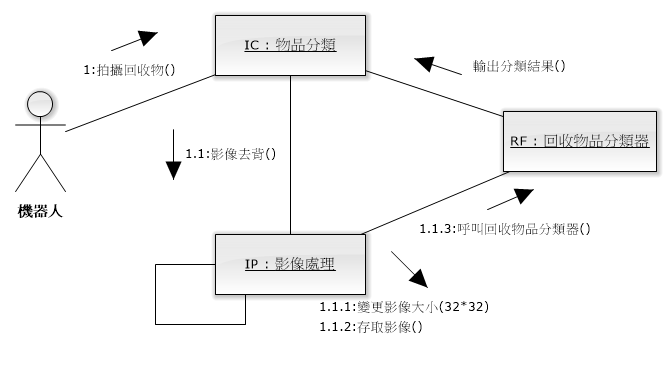 IC : 物品分類
1:拍攝回收物()
輸出分類結果()
RF : 回收物品分類器
1.1:影像去背()
機器人
1.1.3:呼叫回收物品分類器()
IP : 影像處理
1.1.1:變更影像大小(32*32)
1.1.2:存取影像()